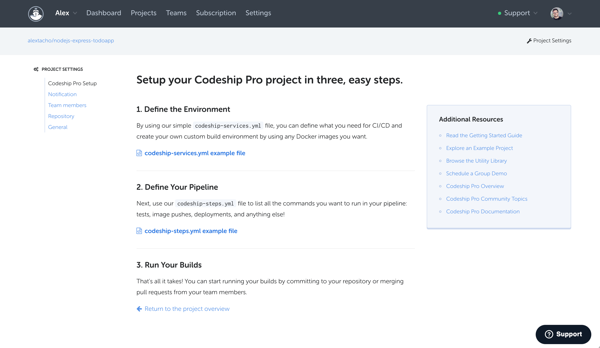 Alex Dashboard Projects Teams Subscription Settings Support
alextacho/nodejs-express-todoapp Project Settings
PROJECT SETTINGS
Codeship Pro Setup
Notification
Team members
Repository
General
Setup your Codeship Pro project in three, easy steps.
1. Define the Environment
By using our simple codeship-services.yml file, you can define what you need for CI/CD and
create your own custom build environment by using any Docker images you want.
codeship-services.yml example file
2. Define Your Pipeline
Next, use our codeship-steps.yml file to list all the commands you want to run in your pipeline:
tests, image pushes, deployments, and anything else!
codeship-steps.yml example file
3. Run Your Builds
That's all it takes! You can start running your builds by committing to your repository or merging
pull requests from your team members.
Return to the project overview
Additional Resources
Read the Getting Started Guide
Explore an Example Project
Browse the Utility Library
Schedule a Group Demo
Codeship Pro Overview
Codeship Pro Community Topics
Codeship Pro Documentation
Support